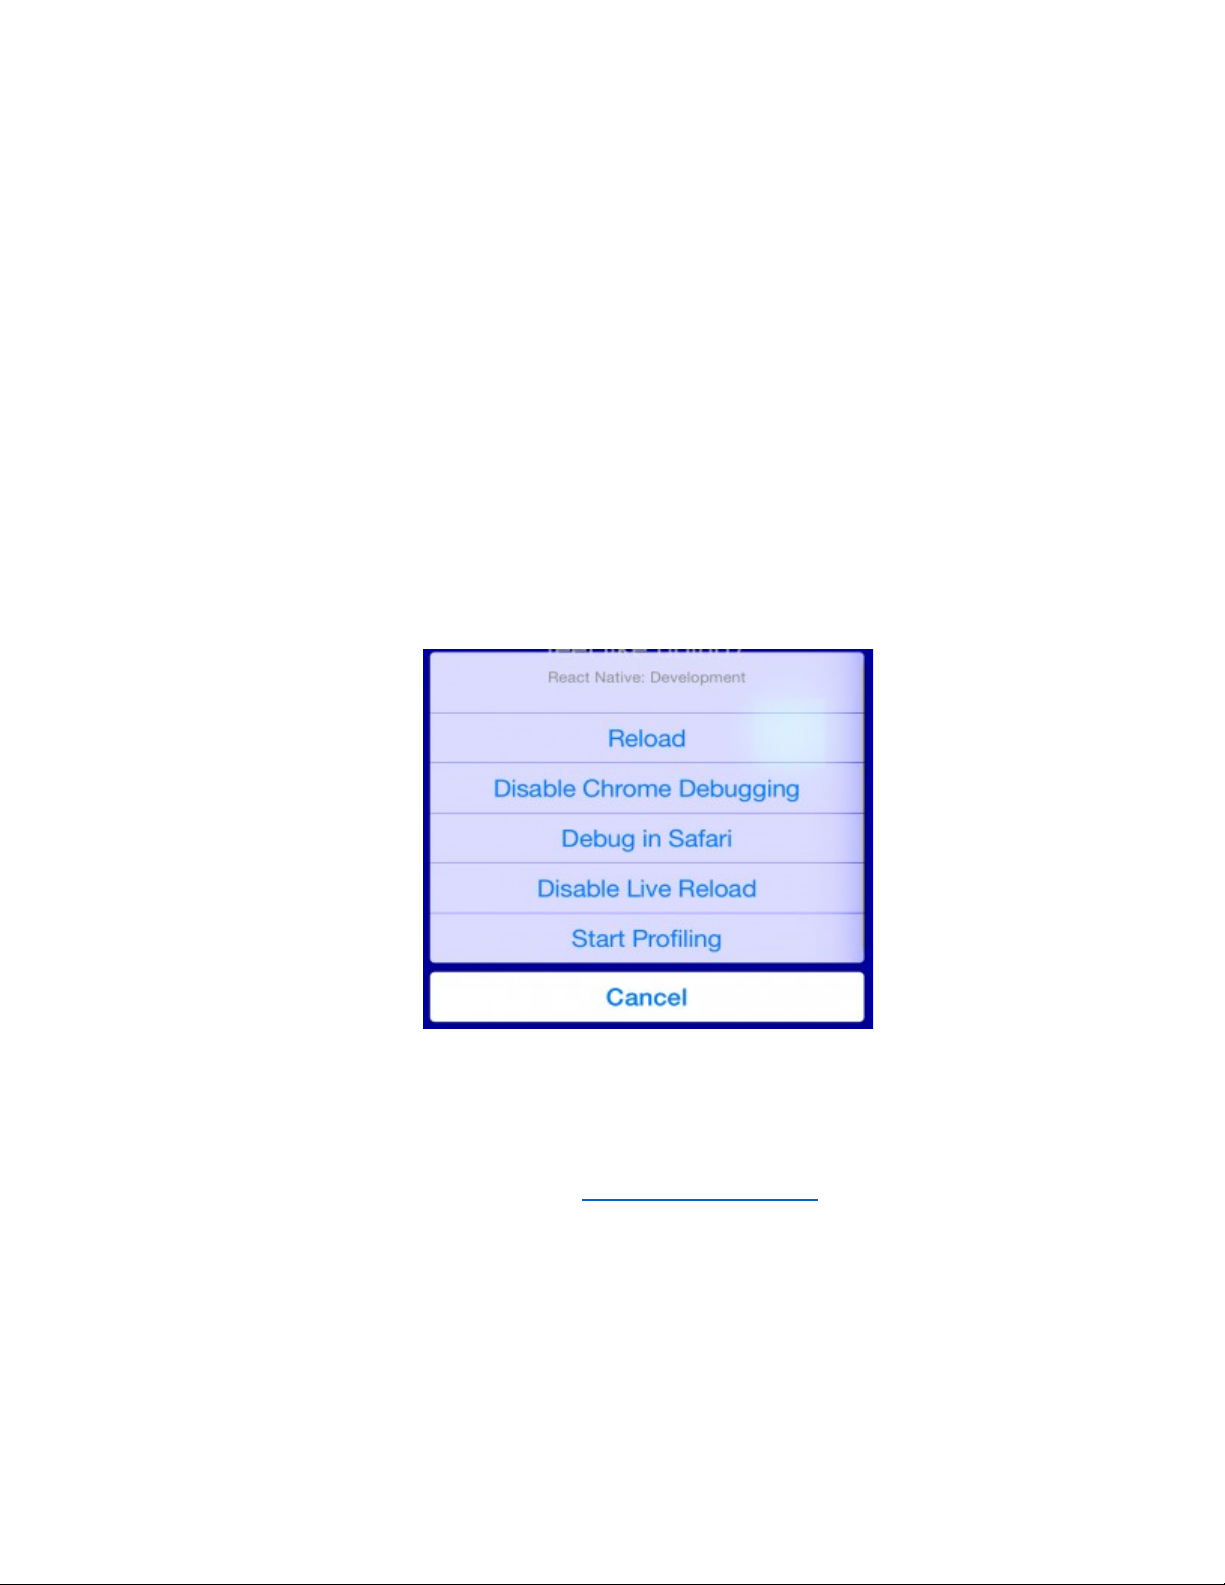 React Native: Development
Reload
Disable Chrome Debugging
Debug in Safari
Disable Live Reload
Start Profiling
Cancel